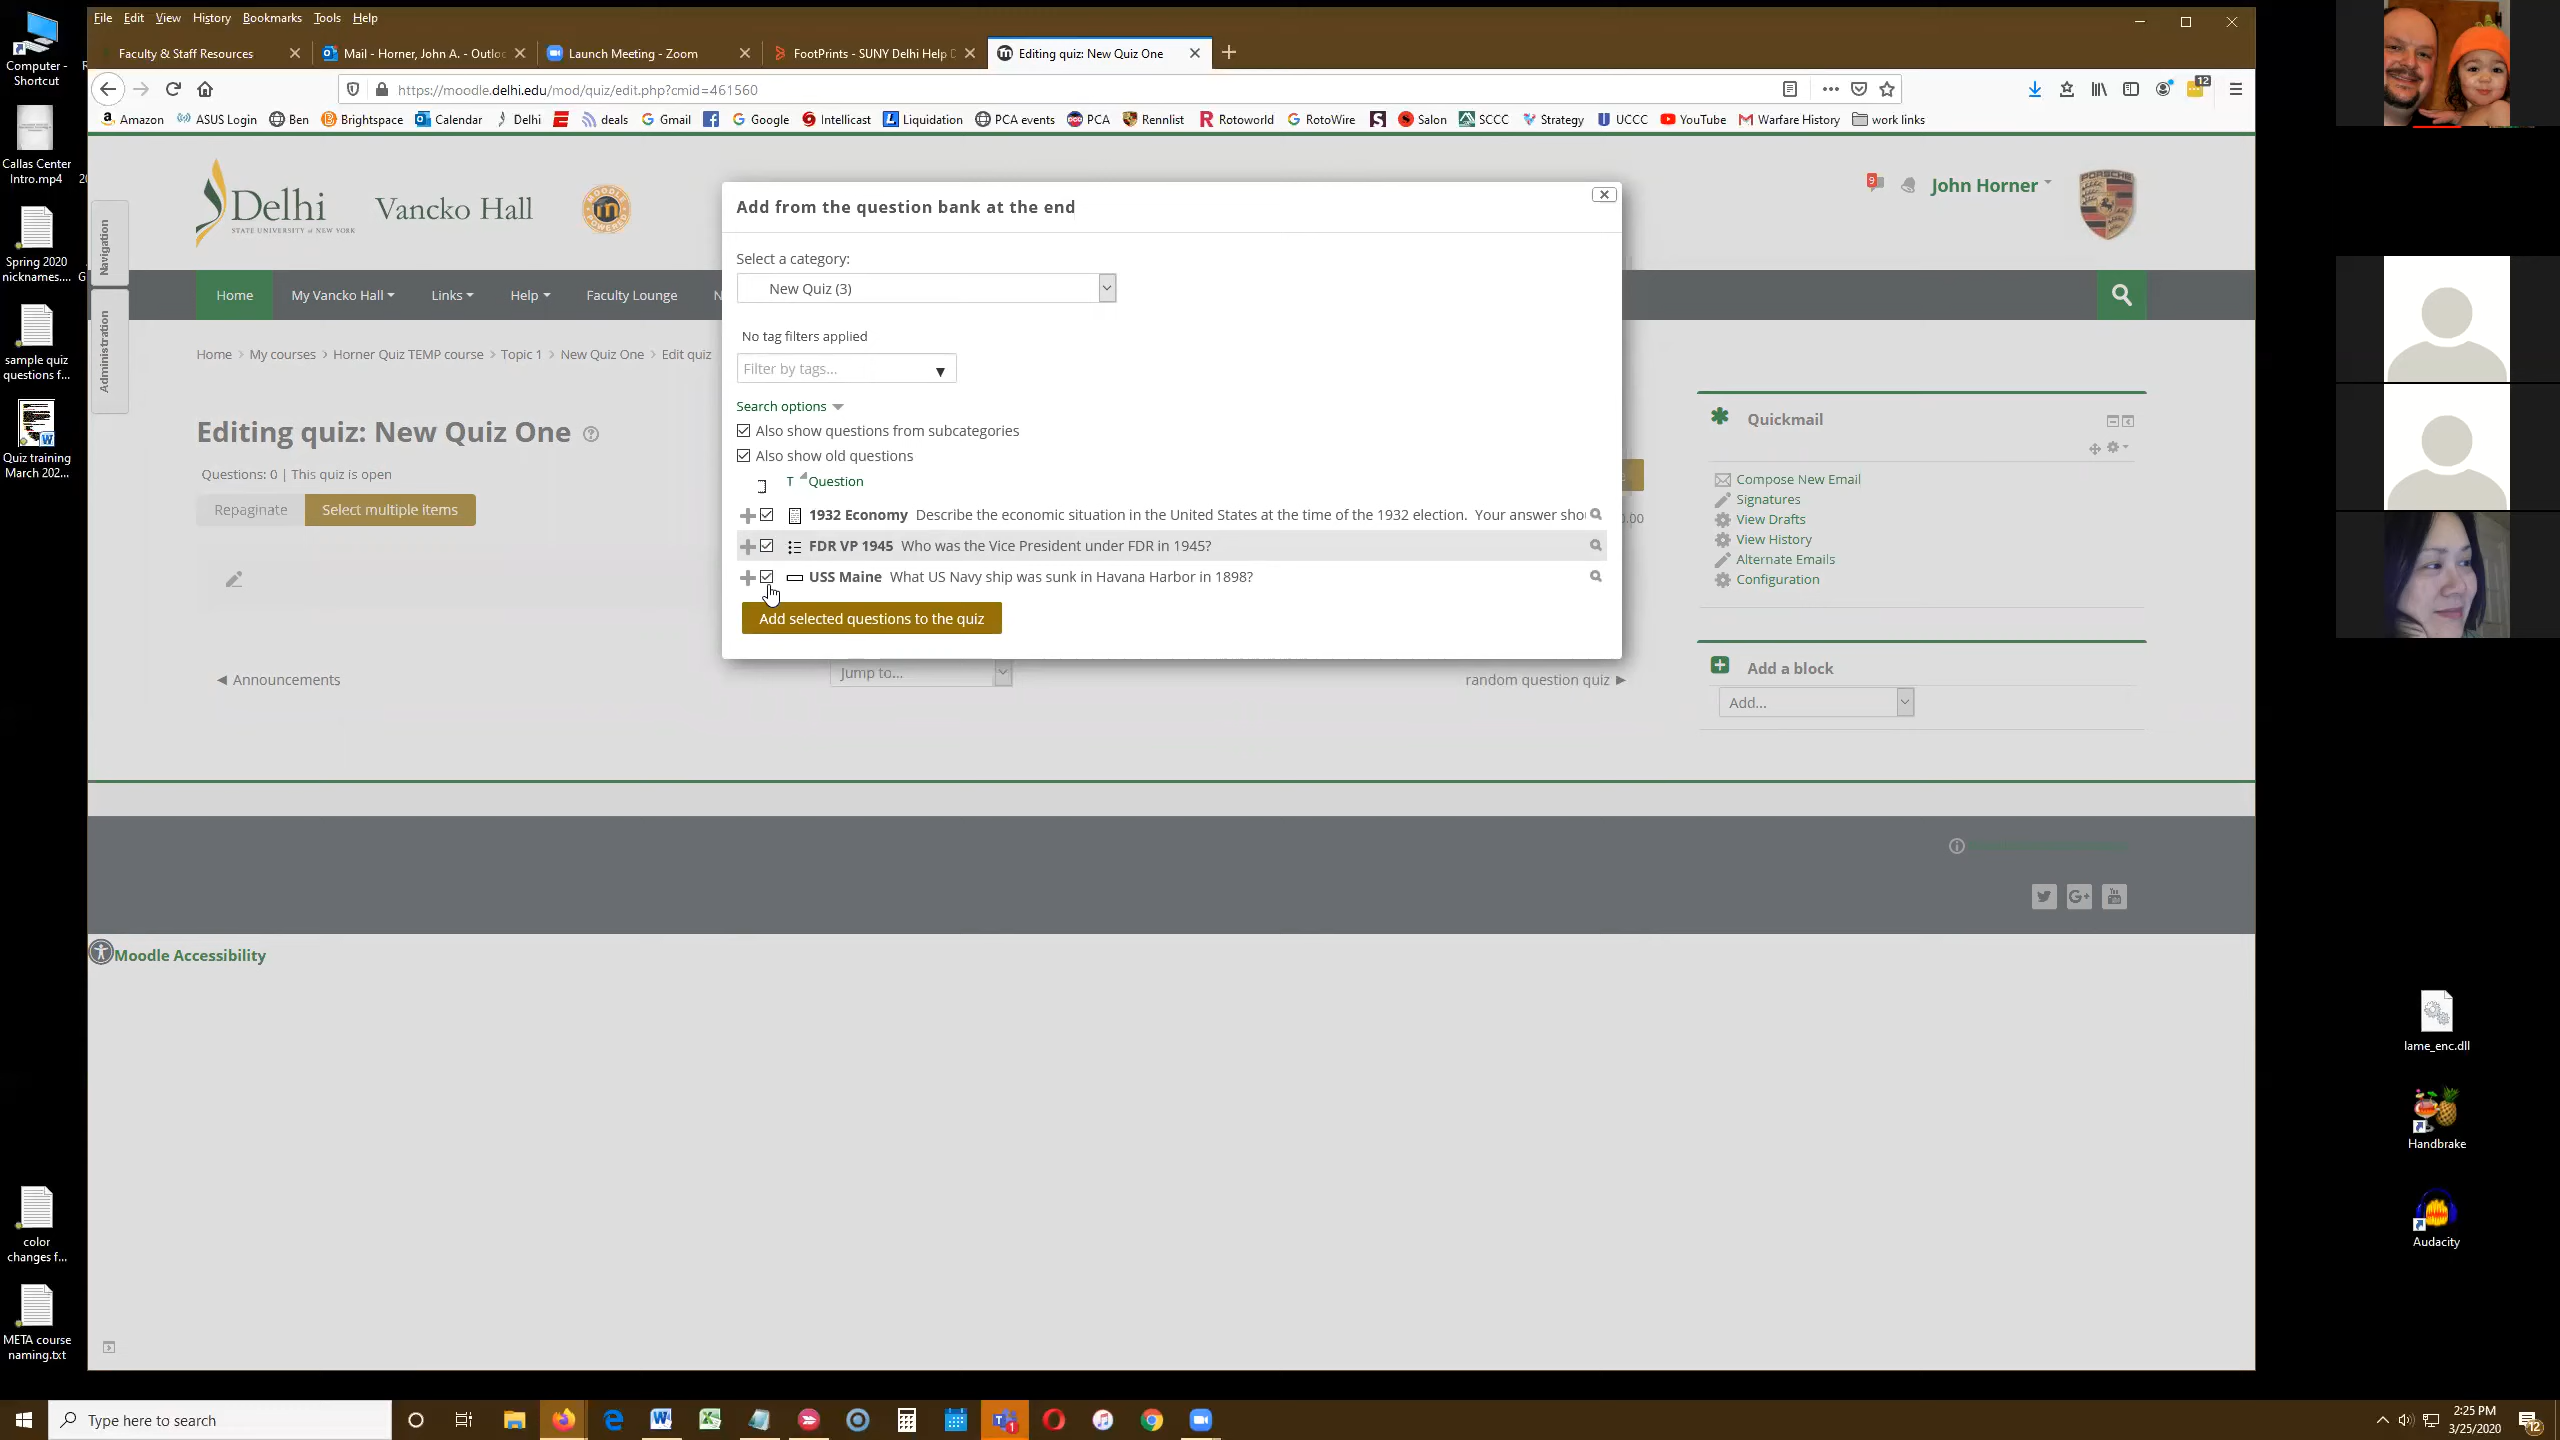 File Edit View History Bookmarks Tools Help
Faculty & Staff Resources
Mail - Horner, John A. - Outloo
Launch Meeting - Zoom
FootPrints - SUNY Delhi Help D
Editing quiz: New Quiz One
https://moodle.delhi.edu/mod/quiz/edit.php?cmid=461560
12
Amazon ASUS Login Ben Brightspace Calendar Delhi deals Gmail Google Intellicast Liquidation PCA events PCA Rennlist Rotoworld RotoWire Salon SCCC Strategy UCCC YouTube Warfare History work links
Computer - Shortcut
Callas Center Intro.mp4
Spring 2020 nicknames....
sample quiz questions f...
Quiz training March 202...
color changes f...
META course naming.txt
Navigation
Administration
Delhi
STATE UNIVERSITY of NEW YORK
Vancko Hall
9
John Horner
PORSCHE
Home My Vancko Hall Links Help Faculty Lounge N
Home > My courses > Horner Quiz TEMP course > Topic 1 > New Quiz One > Edit quiz
Editing quiz: New Quiz One
Questions: 0 | This quiz is open
Repaginate Select multiple items
Add from the question bank at the end
Select a category:
New Quiz (3)
No tag filters applied
Filter by tags...
Search options
Also show questions from subcategories
Also show old questions
T Question
1932 Economy Describe the economic situation in the United States at the time of the 1932 election. Your answer sho
FDR VP 1945 Who was the Vice President under FDR in 1945?
USS Maine What US Navy ship was sunk in Havana Harbor in 1898?
Add selected questions to the quiz
0.00
◄ Announcements
Jump to...
random question quiz ►
Quickmail
Compose New Email
Signatures
View Drafts
View History
Alternate Emails
Configuration
Add a block
Add...
Moodle Accessibility
lame_enc.dll
Handbrake
Audacity
Type here to search
2:25 PM
3/25/2020
12